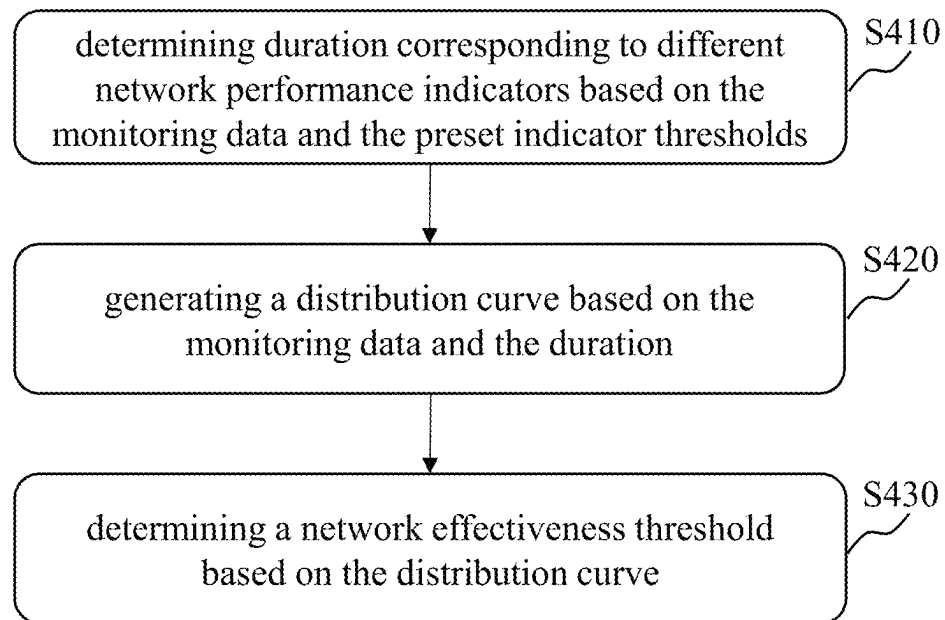 determining duration corresponding to different
S410
network performance indicators based on the
monitoring data and the preset indicator thresholds
S420
generating a distribution curve based on the
monitoring data and the duration
S430
determining a network effectiveness threshold
based on the distribution curve